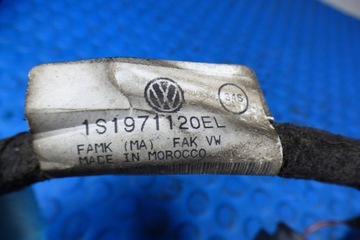 1S1971120EL
FAMK (MA) FAK VW
MADE IN MOROCCO